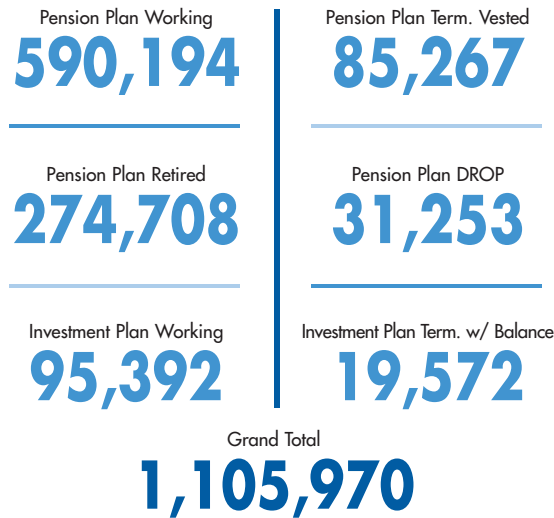 Pension Plan Working
590,194
Pension Plan Term. Vested
85,267
Pension Plan Retired
274,708
Pension Plan DROP
31,253
Investment Plan Working
95,392
Investment Plan Term. w/ Balance
19,572
Grand Total
1,105,970